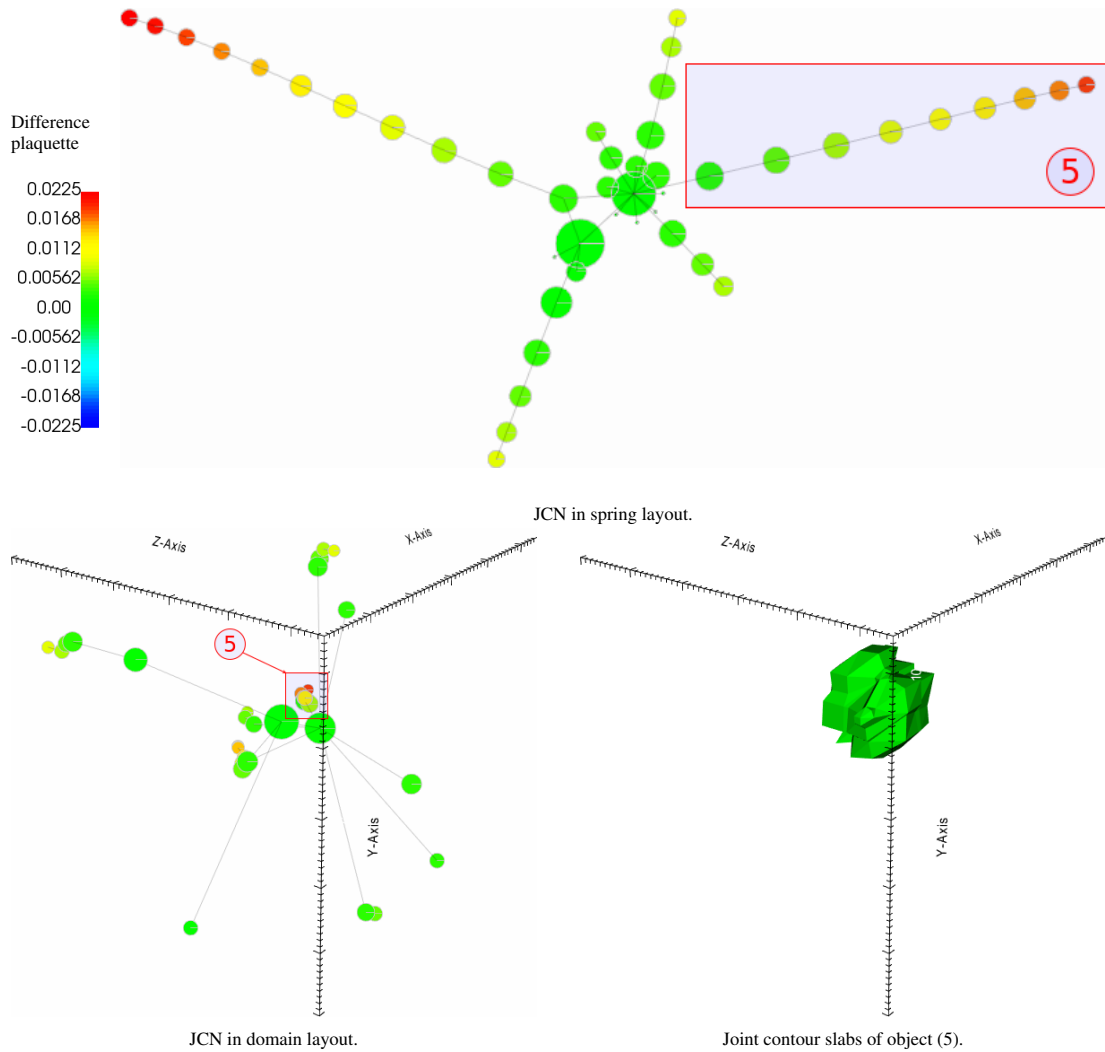 Difference
plaquette
0.0225
0.0168
0.0112
0.00562
0.00
-0.00562
-0.0112
-0.0168
-0.0225
5
JCN in spring layout.
Z-Axis
X-Axis
5
Y-Axis
Z-Axis
X-Axis
10
Y-Axis
JCN in domain layout.
Joint contour slabs of object (5).